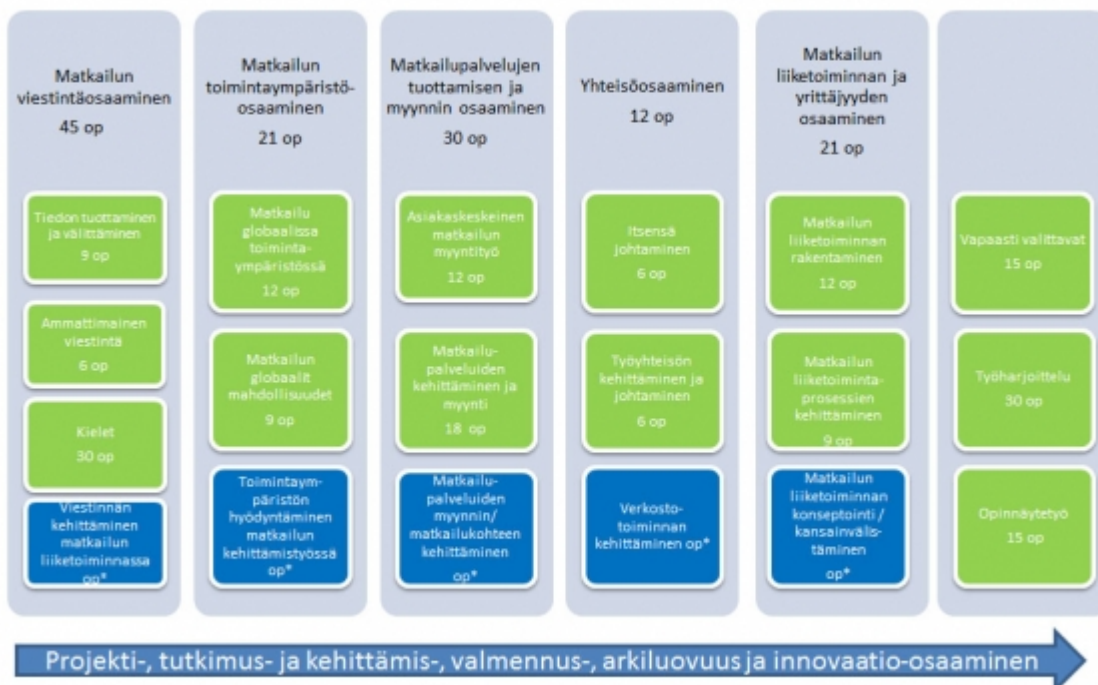 Matkailun
viestintäosaaminen
45 op
Tiedon tuottaminen
ja välittäminen
9 op
Ammattimainen
viestintä
6 op
Kielet
30 op
Viestinnän
kehittäminen
matkailun
liiketoiminnassa
op*
Matkailun
toimintaympäristö-
osaaminen
21 op
Matkailu
globaalissa
toiminta-
ympäristössä
12 op
Matkailun
globaalit
mahdollisuudet
9 op
Toimintaym-
päristön
hyödyntäminen
matkailun
kehittämistyössä
op*
Matkailupalvelujen
tuottamisen ja
myynnin osaaminen
30 op
Asiakaskeskeinen
matkailun
myyntityö
12 op
Matkailu-
palveluiden
kehittäminen ja
myynti
18 op
Matkailu-
palveluiden
myynnin/
matkailukohteen
kehittäminen
op*
Yhteisöosaaminen
12 op
Itsensä
johtaminen
6 op
Työyhteisön
kehittäminen ja
johtaminen
6 op
Verkosto-
toiminnan
kehittäminen op*
Matkailun
liiketoiminnan ja
yrittäjyyden
osaaminen
21 op
Matkailun
liiketoiminnan
rakentaminen
12 op
Matkailun
liiketoiminta-
prosessien
kehittäminen
9 op
Matkailun
liiketoiminnan
konseptointi /
kansainvälis-
täminen
op*
Vapaasti valittavat
15 op
Työharjoittelu
30 op
Opinnäytetyö
15 op
Projekti-, tutkimus- ja kehittämis-, valmennus-, arkiluovuus ja innovaatio-osaaminen